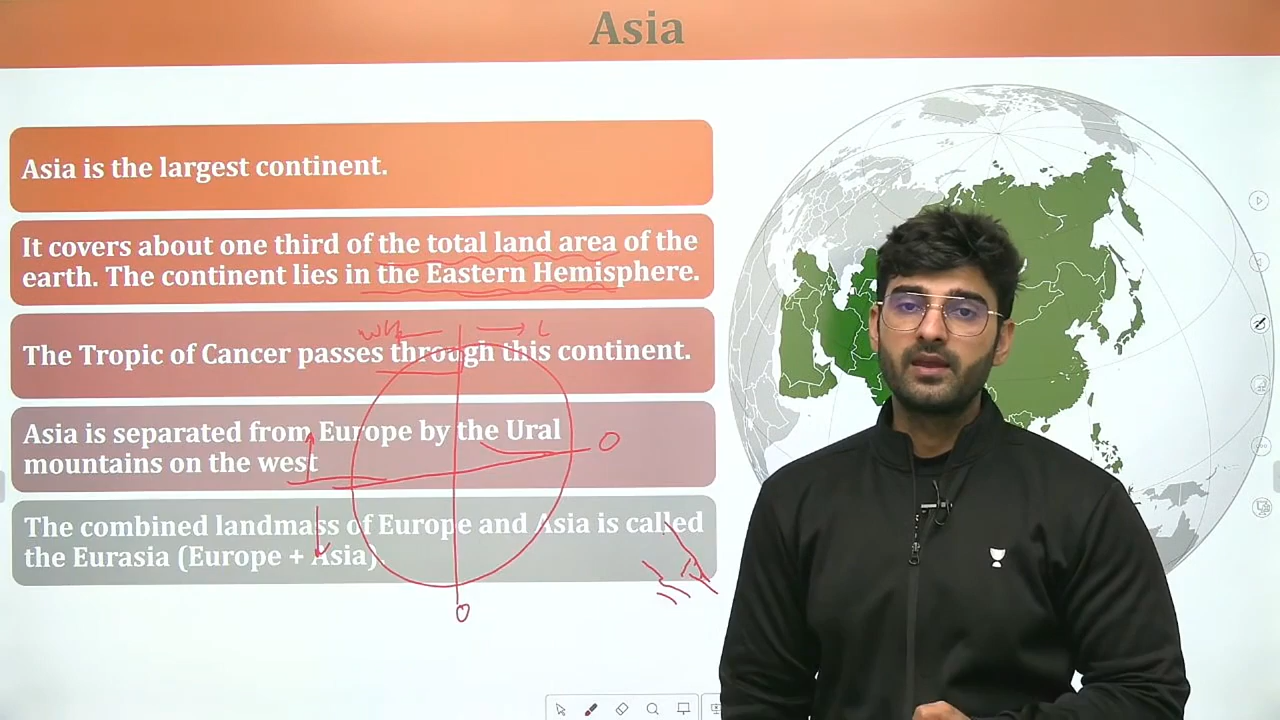 Asia
Asia is the largest continent.
It covers about one third of the total land area of the
earth. The continent lies in the Eastern Hemisphere.
The Tropic of Cancer passes through this continent.
Asia is separated from Europe by the Ural
mountains on the west
The combined landmass of Europe and Asia is called
the Eurasia (Europe + Asia)
0
0